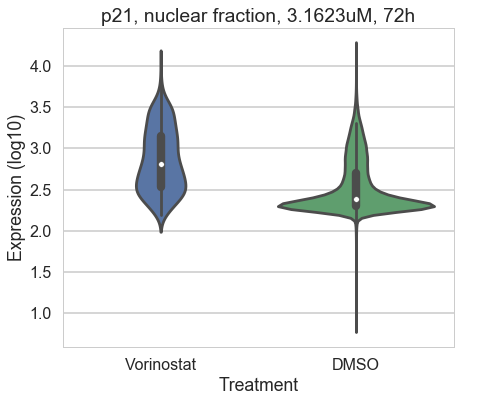 p21, nuclear fraction, 3.1623uM, 72h
Expression (log10)
4.0
3.5
3.0
2.5
2.0
1.5
1.0
Vorinostat
DMSO
Treatment